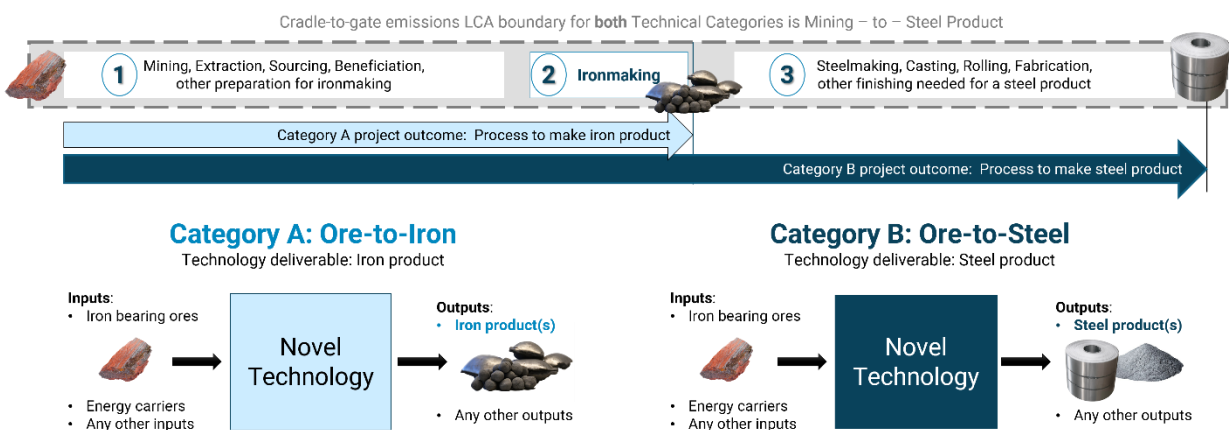 Cradle-to-gate emissions LCA boundary for both Technical Categories is Mining – to – Steel Product
1
Mining, Extraction, Sourcing, Beneficiation,
other preparation for ironmaking
2
Ironmaking
3
Steelmaking, Casting, Rolling, Fabrication,
other finishing needed for a steel product
Category A project outcome: Process to make iron product
Category B project outcome: Process to make steel product
Category A: Ore-to-Iron
Technology deliverable: Iron product
Inputs:
• Iron bearing ores
• Energy carriers
• Any other inputs
Novel
Technology
Outputs:
• Iron product(s)
• Any other outputs
Category B: Ore-to-Steel
Technology deliverable: Steel product
Inputs:
• Iron bearing ores
• Energy carriers
• Any other inputs
Novel
Technology
Outputs:
• Steel product(s)
• Any other outputs